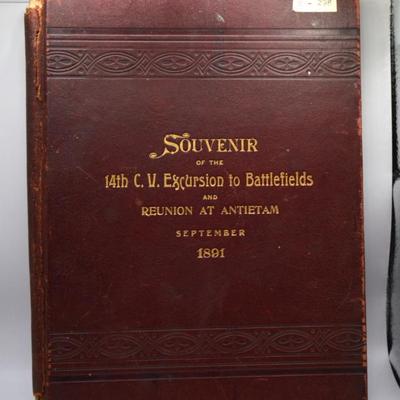 SOUVENIR
OF THE
14th C. V. Excursion to Battlefields
AND
REUNION AT ANTIETAM
SEPTEMBER
1891